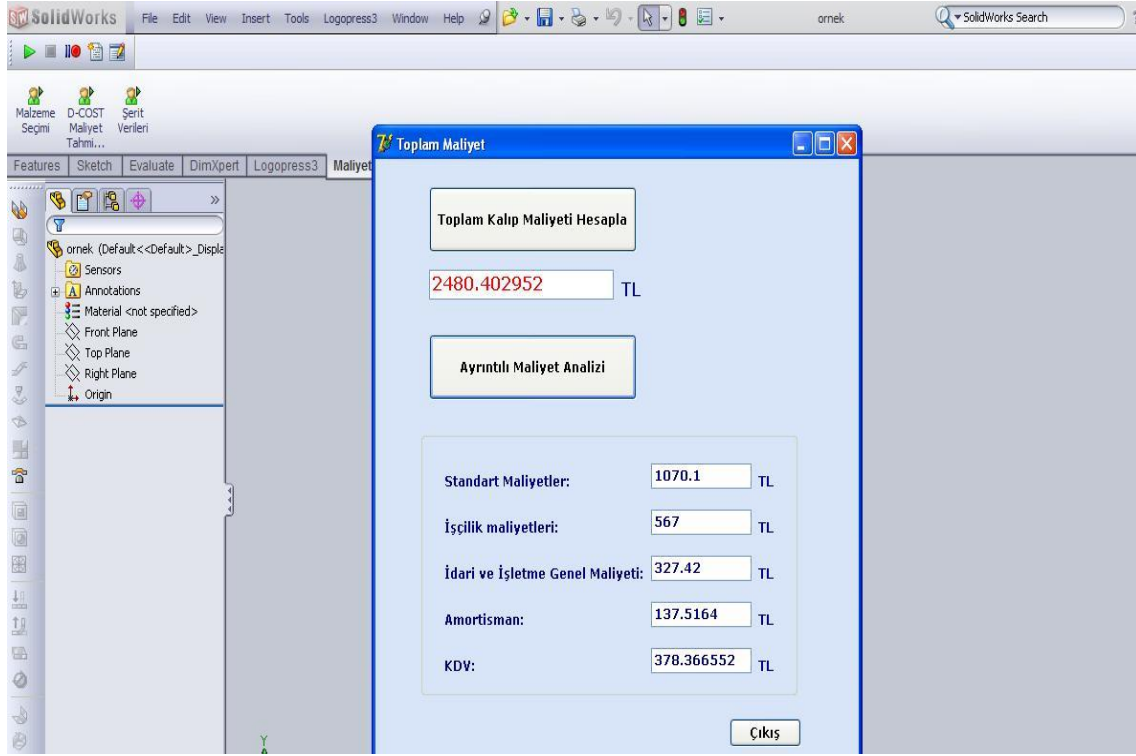 SolidWorks File Edit View Insert Tools Logopress3 Window Help ornek SolidWorks Search
Malzeme Seçimi
D-COST Maliyet Tahmi...
Şerit Verileri
Features Sketch Evaluate DimXpert Logopress3 Maliyet
ornek (Default<<Default>_Displa
Sensors
Annotations
Material <not specified>
Front Plane
Top Plane
Right Plane
Origin
Toplam Maliyet
Toplam Kalıp Maliyeti Hesapla
2480.402952 TL
Ayrıntılı Maliyet Analizi
Standart Maliyetler: 1070.1 TL
İşçilik maliyetleri: 567 TL
İdari ve İşletme Genel Maliyeti: 327.42 TL
Amortisman: 137.5164 TL
KDV: 378.366552 TL
Çıkış
Y